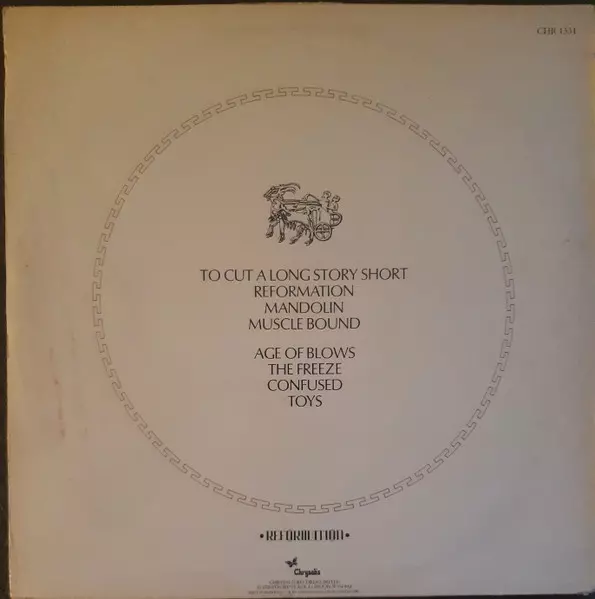 CHR 1331
TO CUT A LONG STORY SHORT
REFORMATION
MANDOLIN
MUSCLE BOUND
AGE OF BLOWS
THE FREEZE
CONFUSED
TOYS
•REFORMATION•
Chrysalis